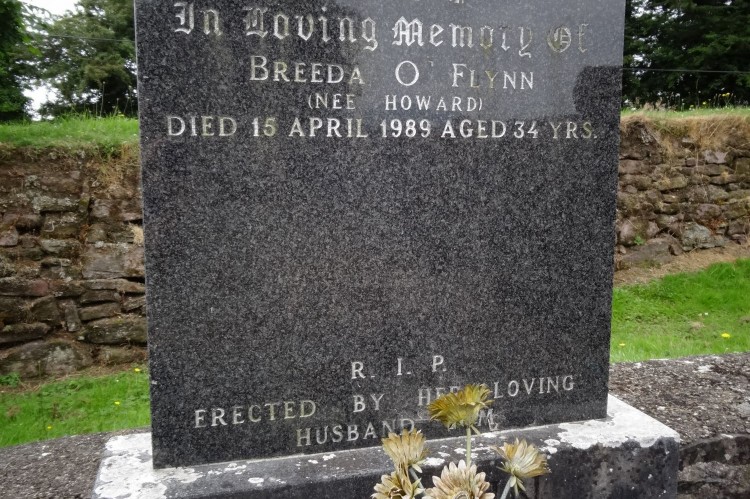 In Loving Memory Of
BREEDA O' FLYNN
(NEE HOWARD)
DIED 15 APRIL 1989 AGED 34 YRS.
R. I. P.
ERECTED BY HER LOVING
HUSBAND